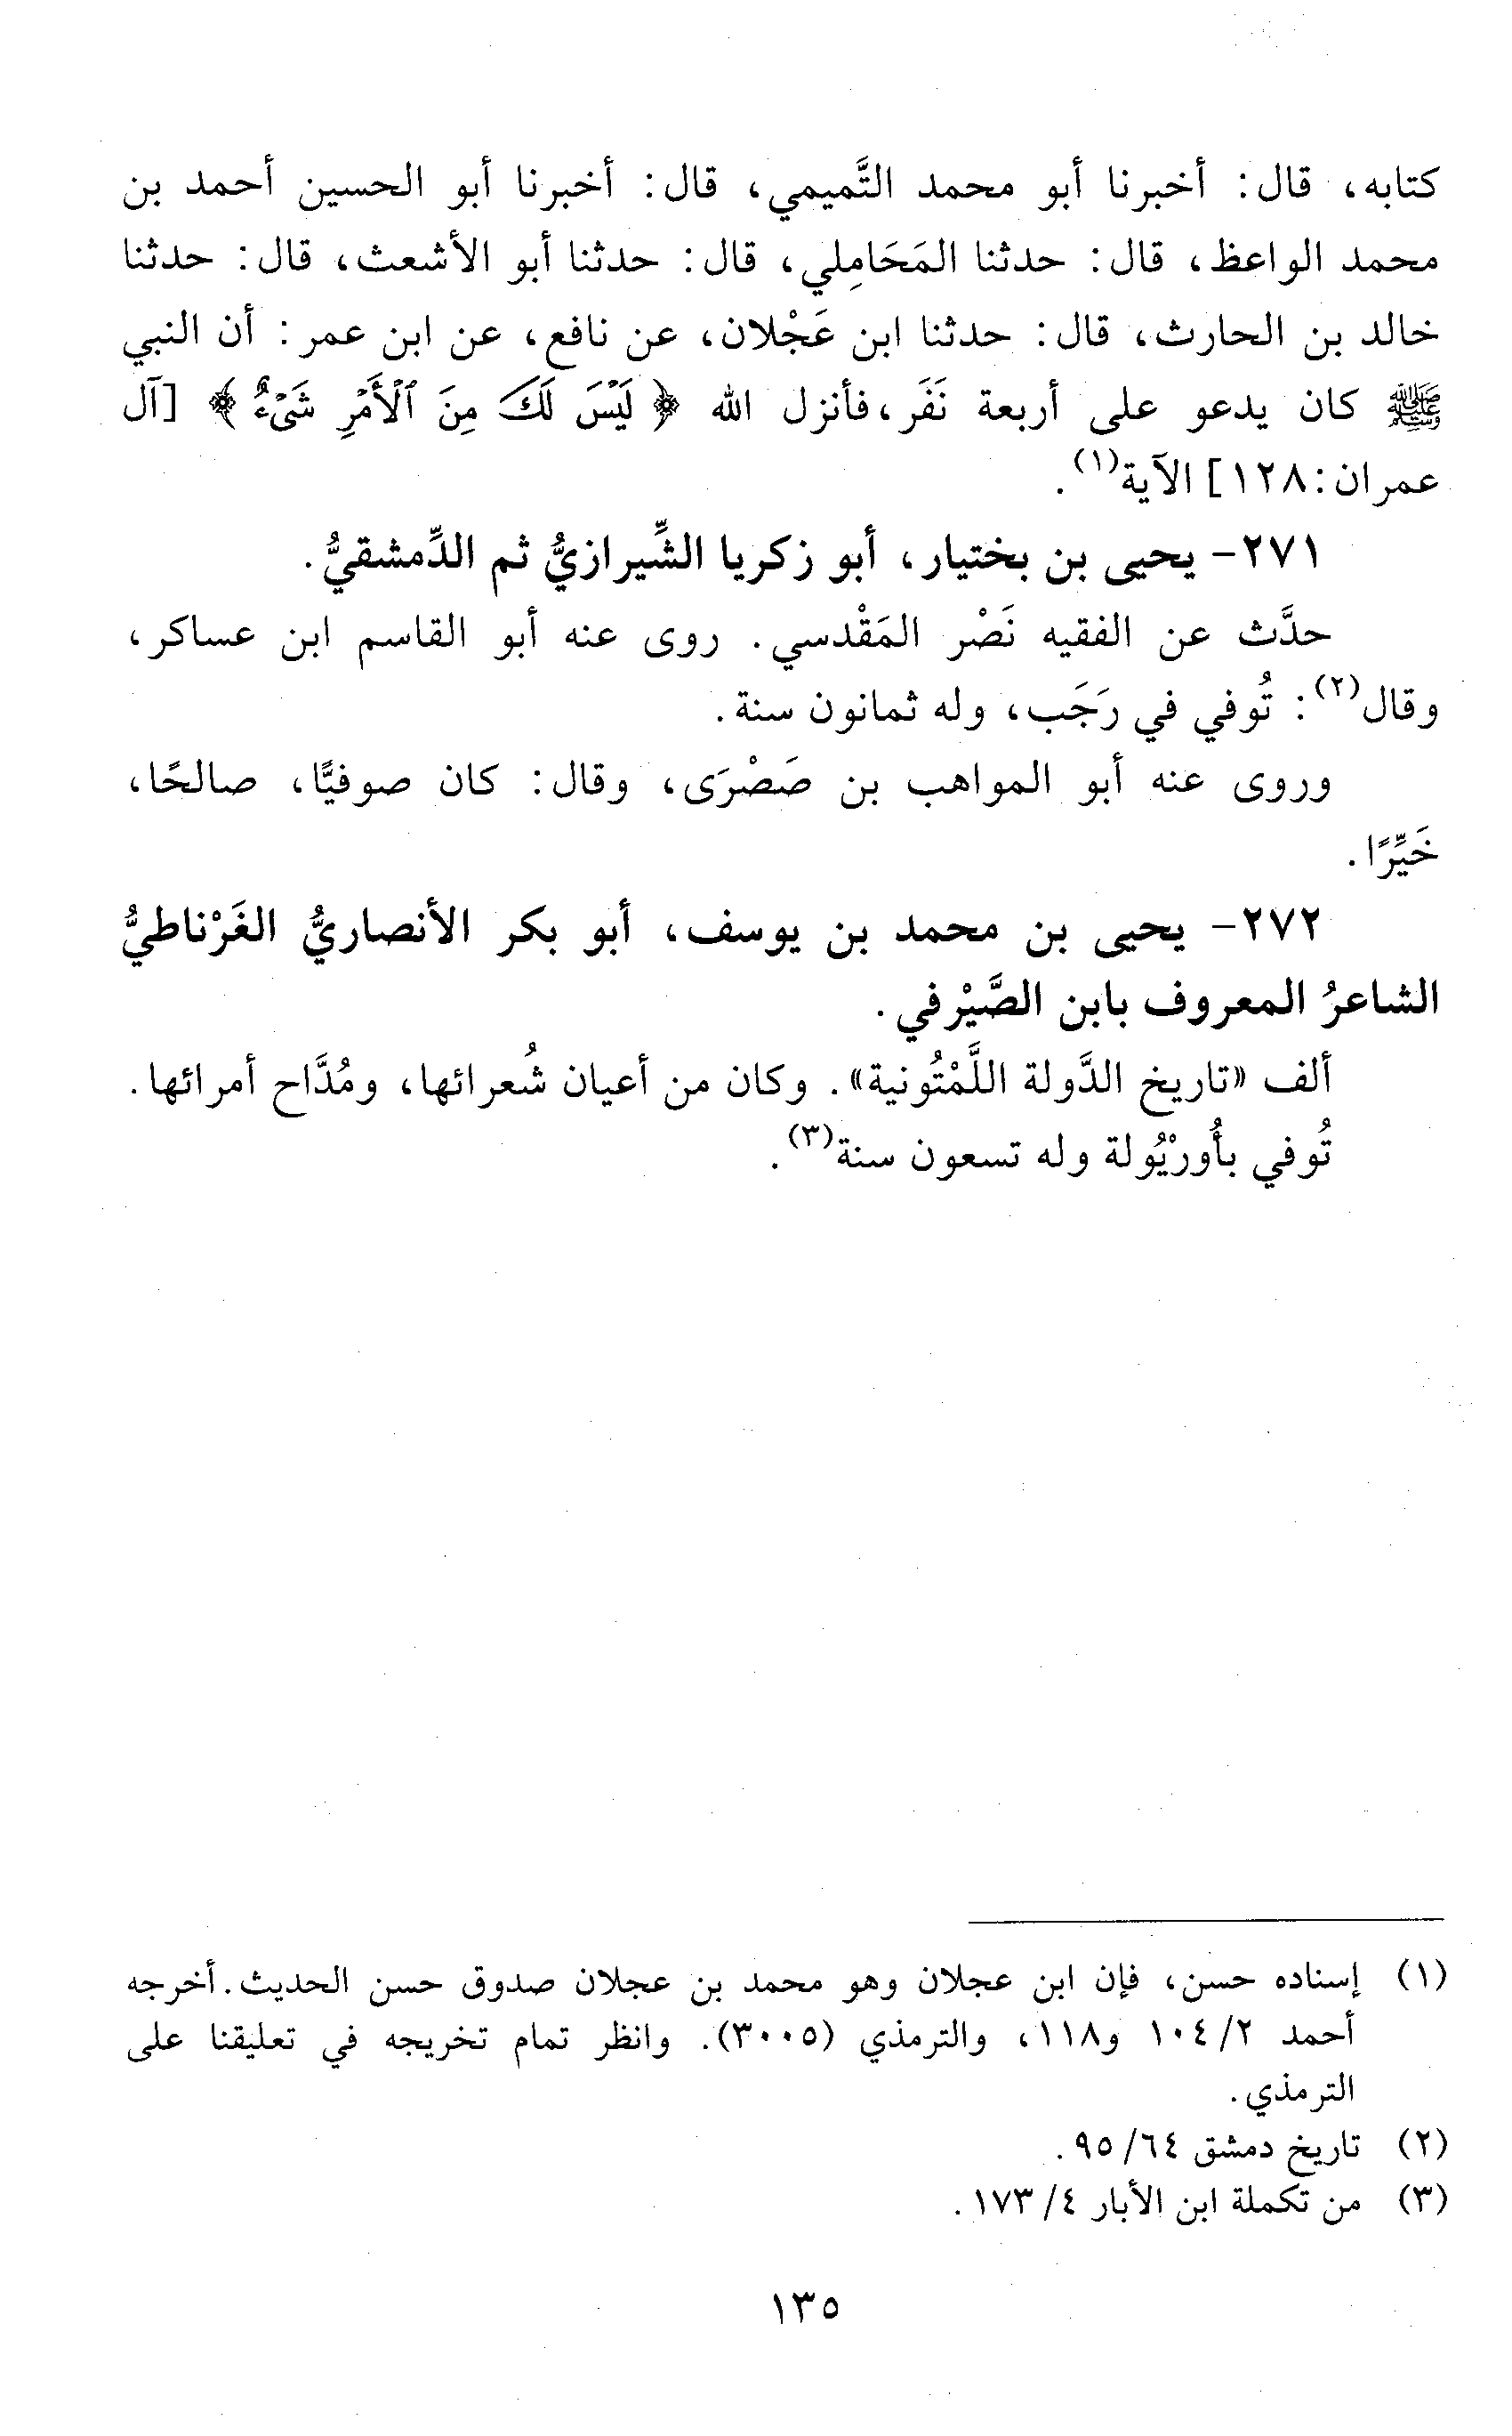 كتابه، قال: أخبرنا أبو محمد التَّميمي، قال: أخبرنا أبو الحسين أحمد بن
محمد الواعظ، قال: حدثنا المَحَامِلي، قال: حدثنا أبو الأشعث، قال: حدثنا
خالد بن الحارث، قال: حدثنا ابن عَجْلان، عن نافع، عن ابن عمر: أن النبي
ﷺ كان يدعو على أربعة نَفَر، فأنزل الله ﴿ لَيْسَ لَكَ مِنَ ٱلْأَمْرِ شَىْءٌ ﴾ [آل
عمران: ١٢٨] الآية(١).
٢٧١- يحيى بن بختيار، أبو زكريا الشِّيرازيُّ ثم الدِّمشقيُّ.
حدَّث عن الفقيه نَصْر المَقْدسي. روى عنه أبو القاسم ابن عساكر،
وقال(٢): تُوفي في رَجَب، وله ثمانون سنة.
وروى عنه أبو المواهب بن صَصْرَى، وقال: كان صوفيًّا، صالحًا،
خَيِّرًا.
٢٧٢- يحيى بن محمد بن يوسف، أبو بكر الأنصاريُّ الغَرْناطيُّ
الشاعرُ المعروف بابن الصَّيْرفي.
ألف «تاريخ الدَّولة اللَّمْتُونية». وكان من أعيان شُعرائها، ومُدَّاح أمرائها.
تُوفي بأُورْيُولة وله تسعون سنة(٣).
(١) إسناده حسن، فإن ابن عجلان وهو محمد بن عجلان صدوق حسن الحديث. أخرجه
أحمد ٢/ ١٠٤ و١١٨، والترمذي (٣٠٠٥). وانظر تمام تخريجه في تعليقنا على
الترمذي.
(٢) تاريخ دمشق ٦٤/ ٩٥.
(٣) من تكملة ابن الأبار ٤/ ١٧٣.
١٣٥